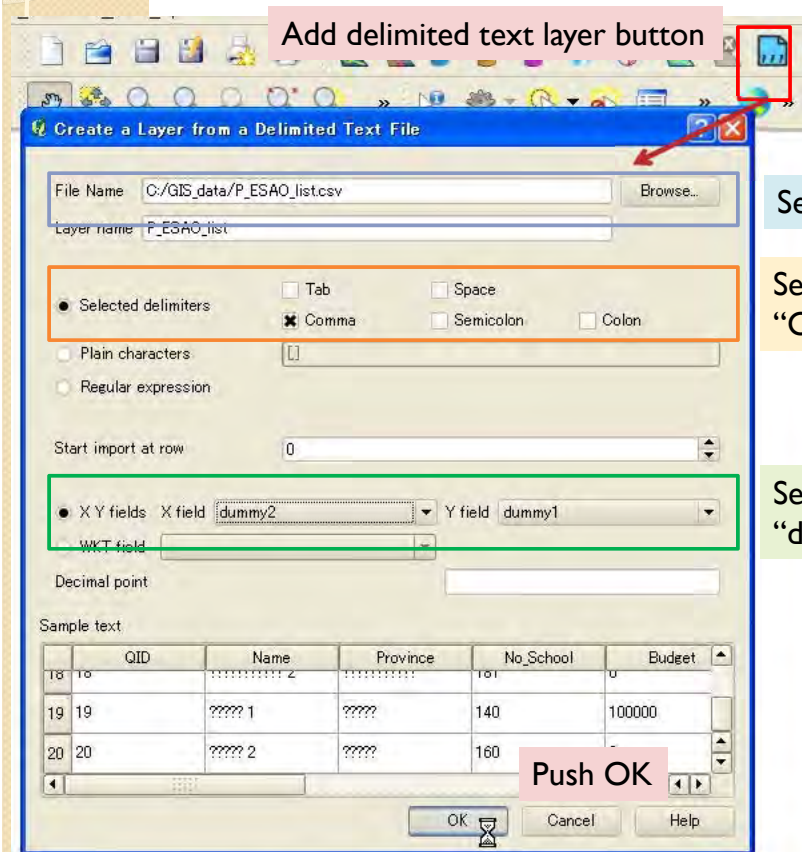 Add delimited text layer button
Create a Layer from a Delimited Text File
File Name C:/GIS_data/P_ESAO_list.csv Browse...
Layer name P_ESAO_list
Se
Selected delimiters
Tab Space
Comma Semicolon Colon
Se
“C
Plain characters [,]
Regular expression
Start import at row 0
X Y fields X field dummy2 Y field dummy1
Se
“d
WKT field
Decimal point
Sample text
QID Name Province No_School Budget
18 18 ??????????? 2 ??????????? 181 0
19 19 ????? 1 ????? 140 100000
20 20 ????? 2 ????? 160
Push OK
OK Cancel Help